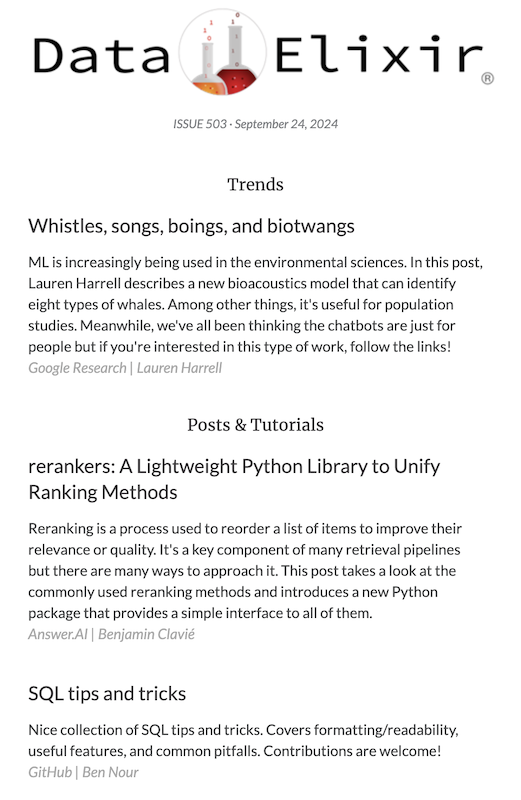 Data Elixir®
ISSUE 503 · September 24, 2024
Trends
Whistles, songs, boings, and biotwangs
ML is increasingly being used in the environmental sciences. In this post,
Lauren Harrell describes a new bioacoustics model that can identify
eight types of whales. Among other things, it's useful for population
studies. Meanwhile, we've all been thinking the chatbots are just for
people but if you're interested in this type of work, follow the links!
Google Research | Lauren Harrell
Posts & Tutorials
rerankers: A Lightweight Python Library to Unify
Ranking Methods
Reranking is a process used to reorder a list of items to improve their
relevance or quality. It's a key component of many retrieval pipelines
but there are many ways to approach it. This post takes a look at the
commonly used reranking methods and introduces a new Python
package that provides a simple interface to all of them.
Answer.AI | Benjamin Clavié
SQL tips and tricks
Nice collection of SQL tips and tricks. Covers formatting/readability,
useful features, and common pitfalls. Contributions are welcome!
GitHub | Ben Nour